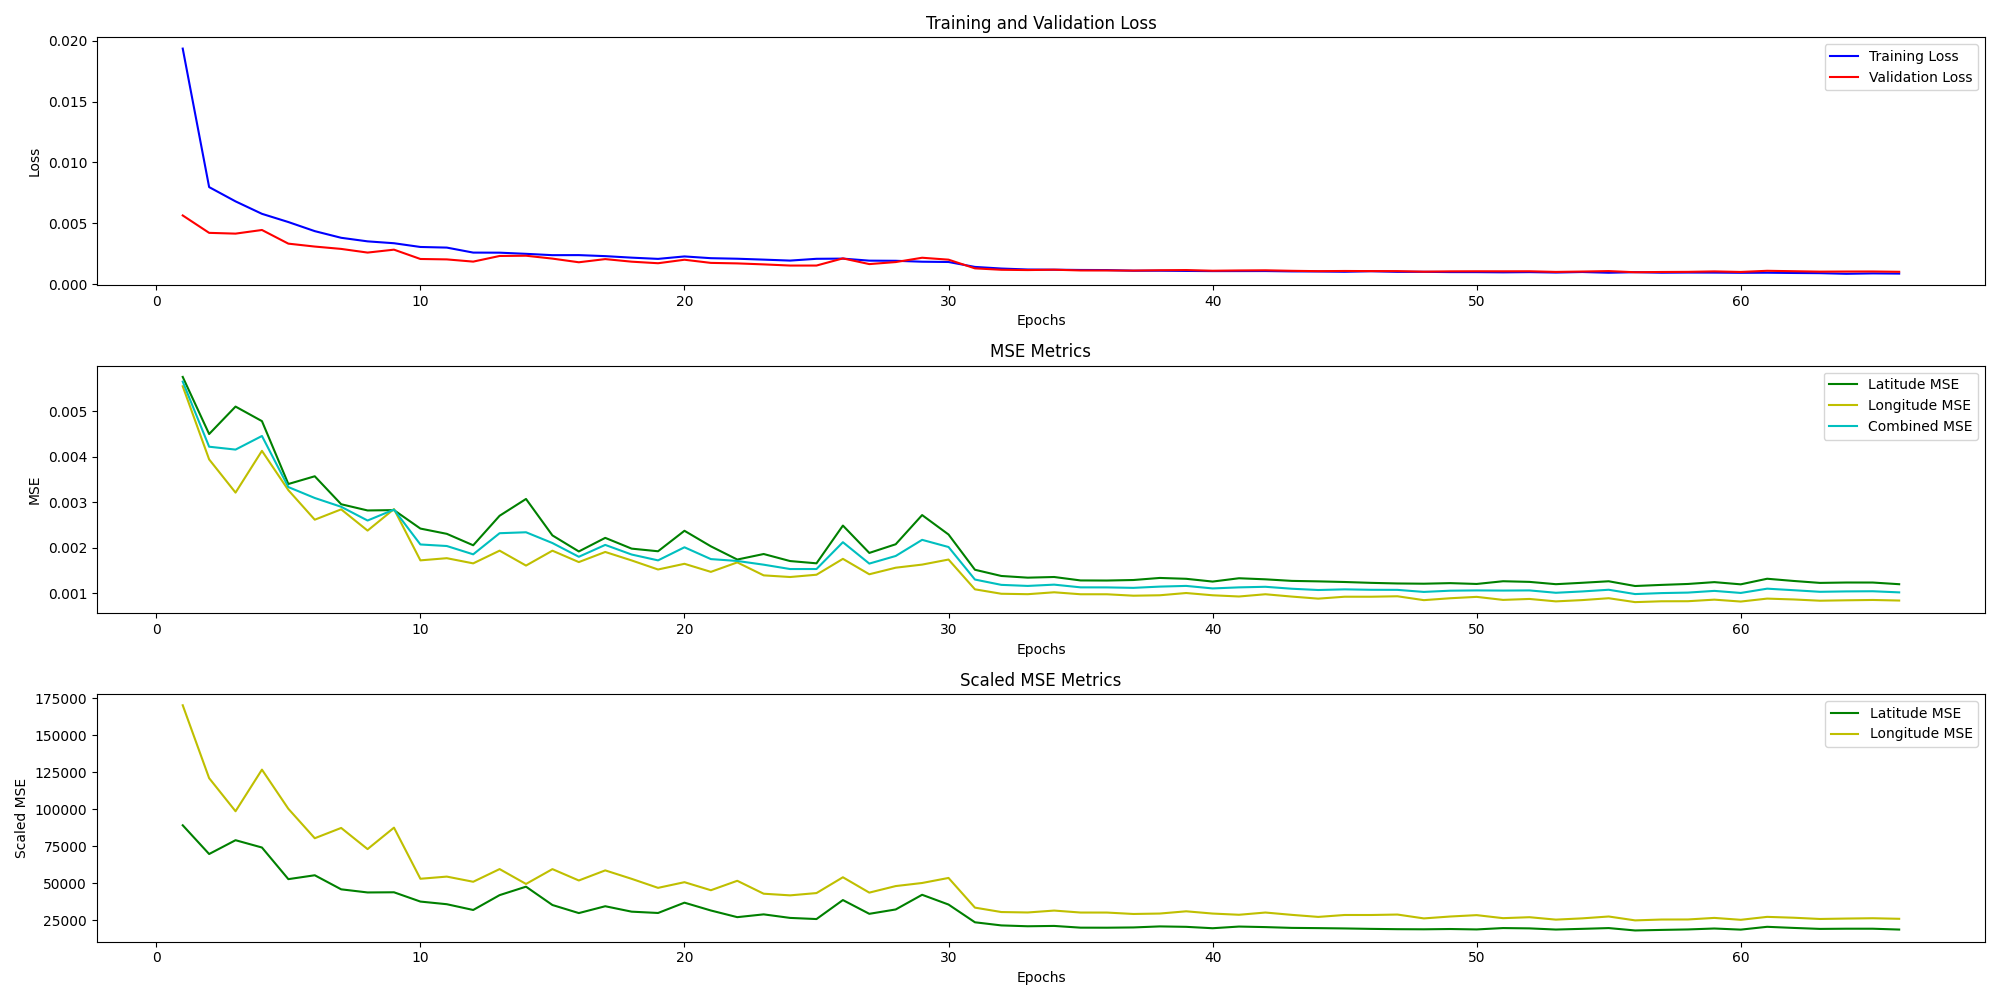 Training and Validation Loss
0.020
0.015
0.010
0.005
0.000
Loss
Training Loss
Validation Loss
0 10 20 30 40 50 60
Epochs
MSE Metrics
0.005
0.004
0.003
0.002
0.001
MSE
Latitude MSE
Longitude MSE
Combined MSE
0 10 20 30 40 50 60
Epochs
Scaled MSE Metrics
175000
150000
125000
100000
75000
50000
25000
Scaled MSE
Latitude MSE
Longitude MSE
0 10 20 30 40 50 60
Epochs